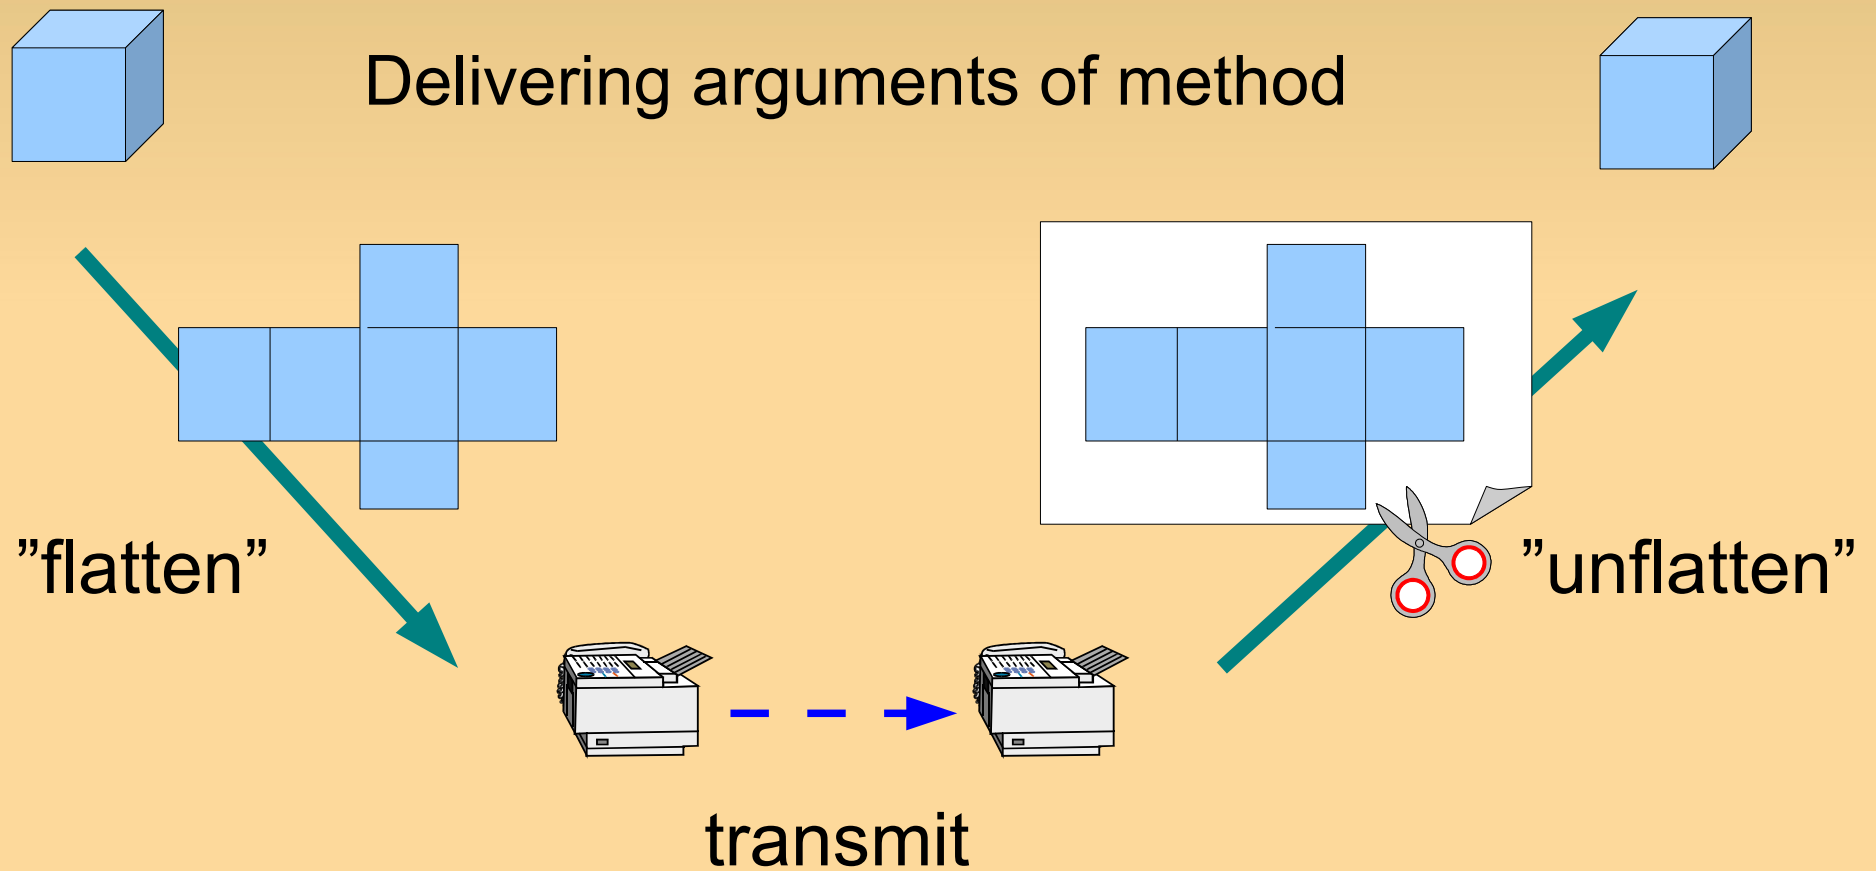 Delivering arguments of method
”flatten”
”unflatten”
transmit